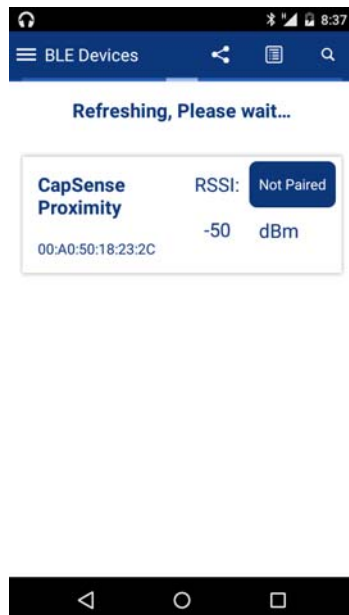 8:37
BLE Devices
Refreshing, Please wait...
CapSense
Proximity
00:A0:50:18:23:2C
RSSI:
Not Paired
-50 dBm